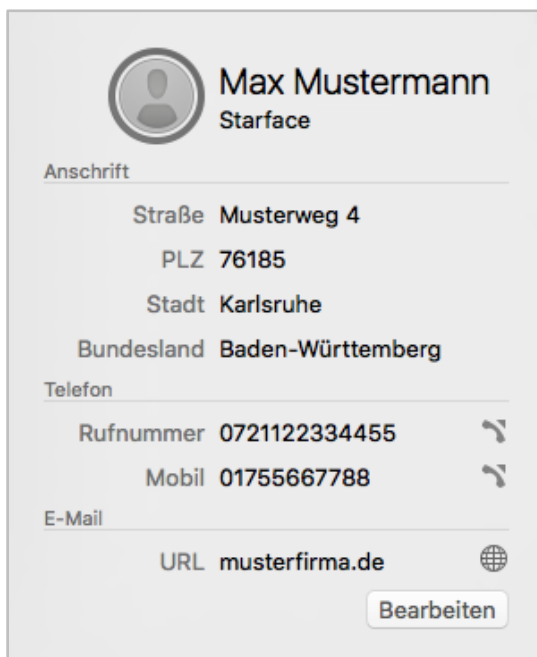 Max Mustermann
Starface
Anschrift
Straße Musterweg 4
PLZ 76185
Stadt Karlsruhe
Bundesland Baden-Württemberg
Telefon
Rufnummer 0721122334455
Mobil 01755667788
E-Mail
URL musterfirma.de
Bearbeiten